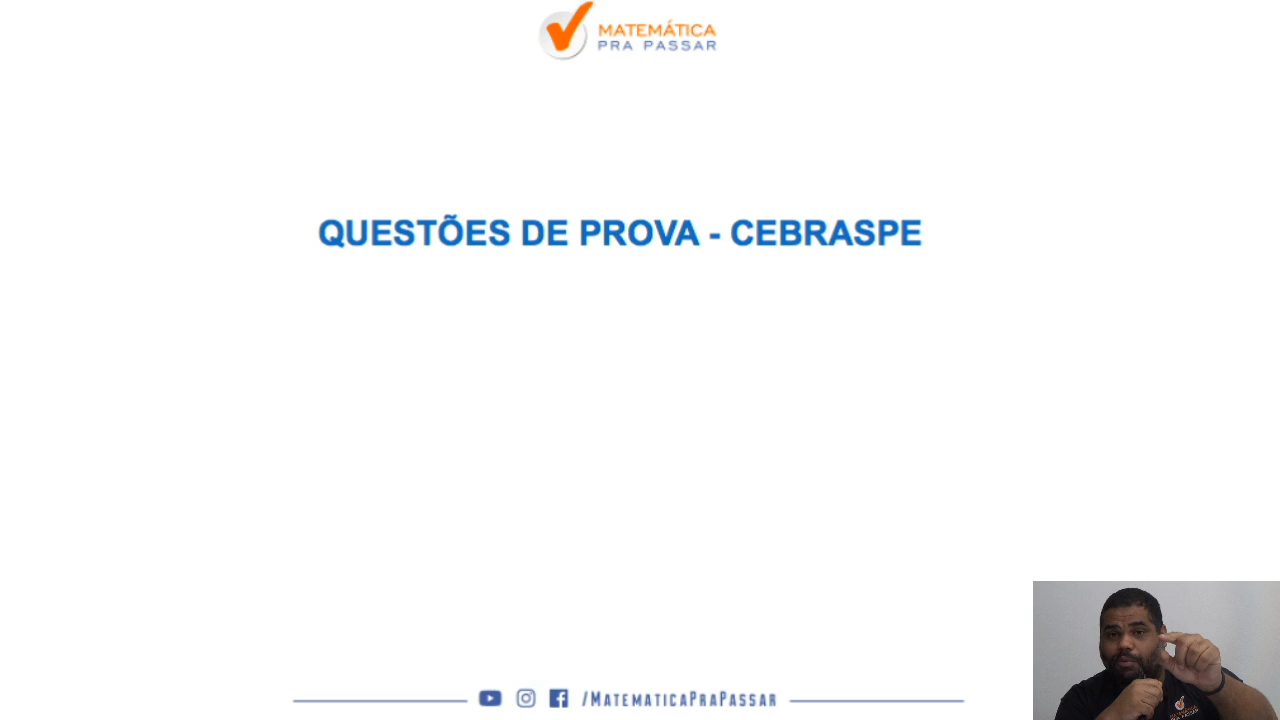 MATEMÁTICA
PRA PASSAR
QUESTÕES DE PROVA - CEBRASPE
/MATEMATICAPRAPASSAR